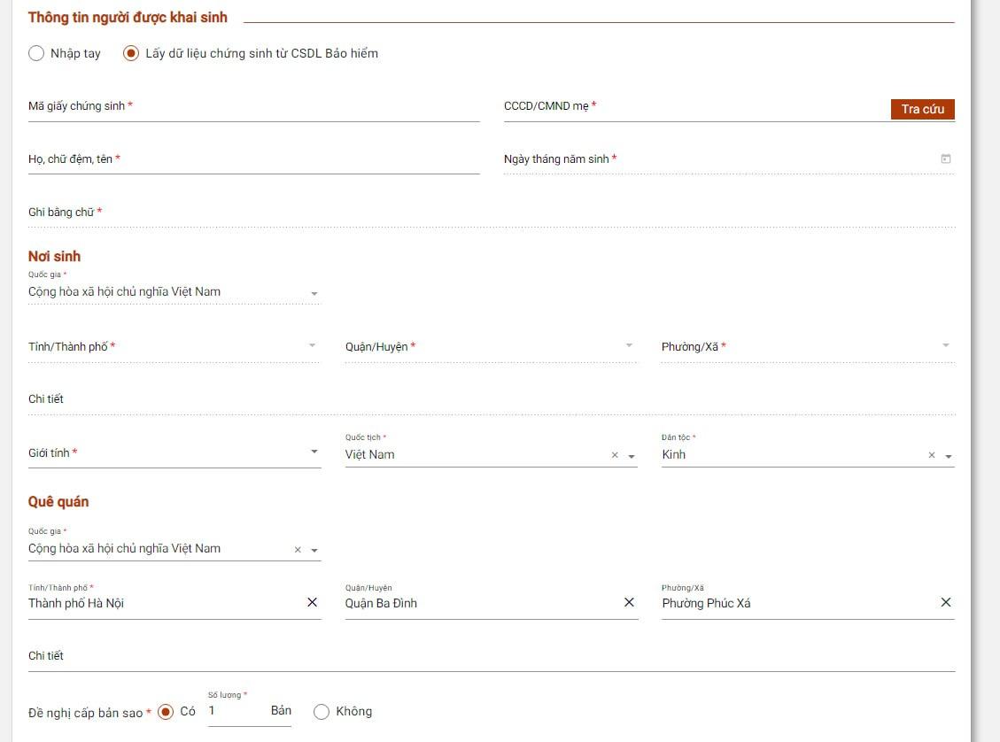 Thông tin người được khai sinh
Nhập tay Lấy dữ liệu chứng sinh từ CSDL Bảo hiểm
Mã giấy chứng sinh * CCCD/CMND mẹ * Tra cứu
Họ, chữ đệm, tên * Ngày tháng năm sinh *
Ghi bằng chữ *
Nơi sinh
Quốc gia *
Cộng hòa xã hội chủ nghĩa Việt Nam
Tỉnh/Thành phố * Quận/Huyện * Phường/Xã *
Chi tiết
Quốc tịch * Dân tộc *
Giới tính * Việt Nam Kinh
Quê quán
Quốc gia *
Cộng hòa xã hội chủ nghĩa Việt Nam
Tỉnh/Thành phố * Quận/Huyện Phường/Xã
Thành phố Hà Nội Quận Ba Đình Phường Phúc Xá
Chi tiết
Số lượng *
Đề nghị cấp bản sao * Có 1 Bản Không